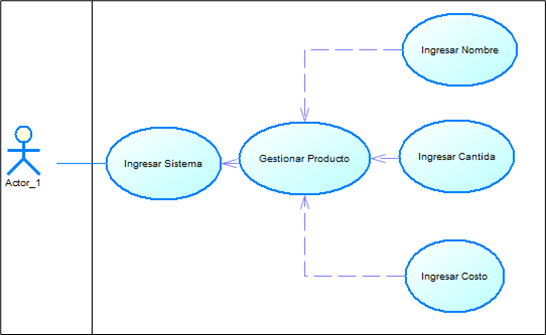 Ingresar Nombre
Ingresar Sistema
Gestionar Producto
Ingresar Cantida
Actor_1
Ingresar Costo